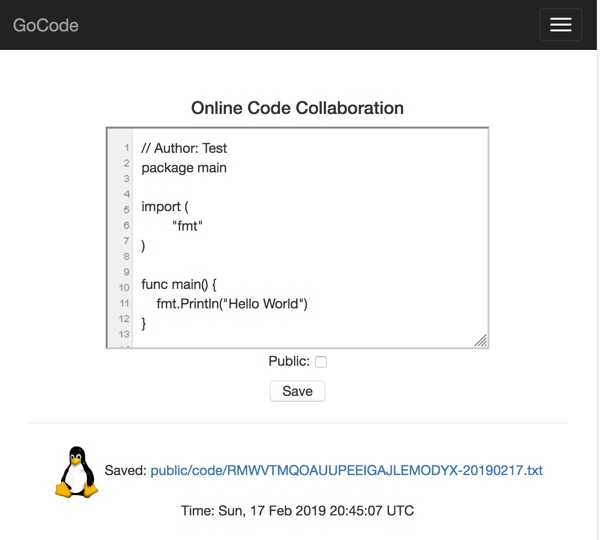 GoCode
Online Code Collaboration
1 // Author: Test
2 package main
3
4 import (
5 "fmt"
6 )
7
8 func main() {
9 fmt.Println("Hello World")
10 }
11
12
13
Public:
Save
Saved: public/code/RMWVTMQOAUUPEEIGAJLEMODYX-20190217.txt
Time: Sun, 17 Feb 2019 20:45:07 UTC